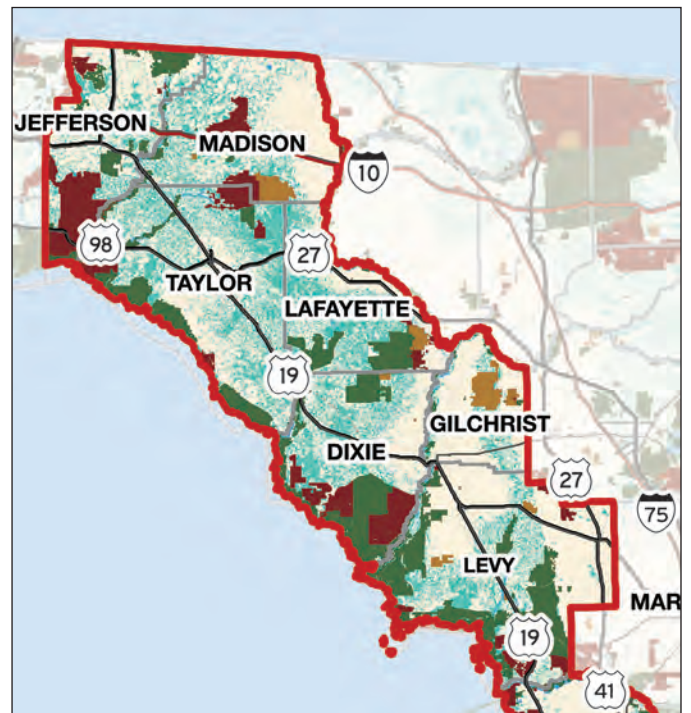 JEFFERSON
MADISON
10
98
27
TAYLOR
LAFAYETTE
19
GILCHRIST
DIXIE
27
75
LEVY
MAR
19
41